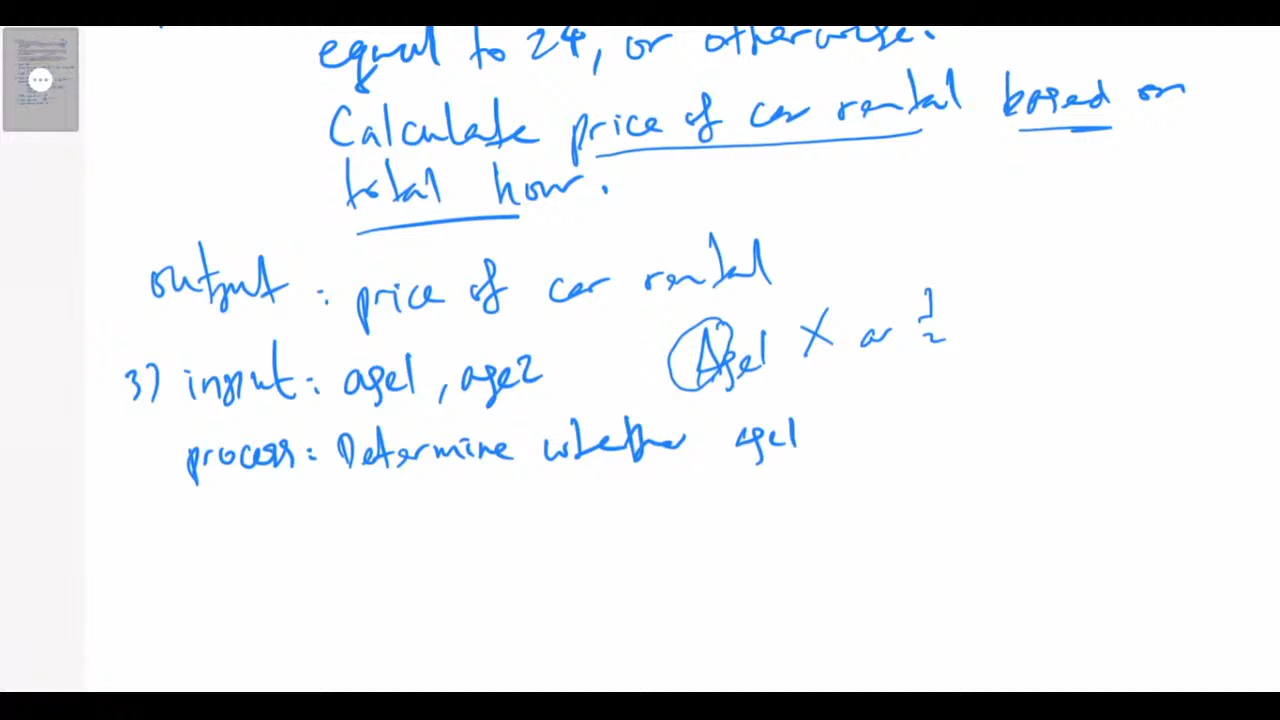 equal to 24, or otherwise.
Calculate price of car rental based on
total hour.
output : price of car rental
3) input : age1 , age2 Age1 X
process : Determine whether age1